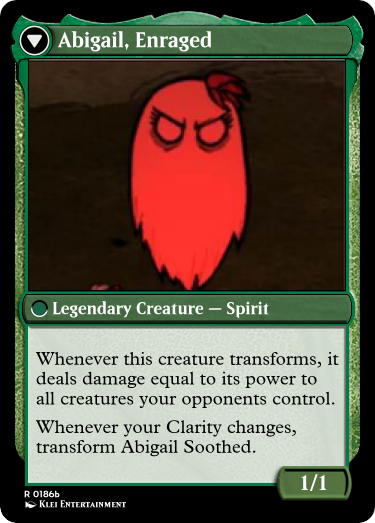 Abigail, Enraged
Legendary Creature — Spirit
Whenever this creature transforms, it
deals damage equal to its power to
all creatures your opponents control.
Whenever your Clarity changes,
transform Abigail Soothed.
1/1
R 0186b
Klei Entertainment